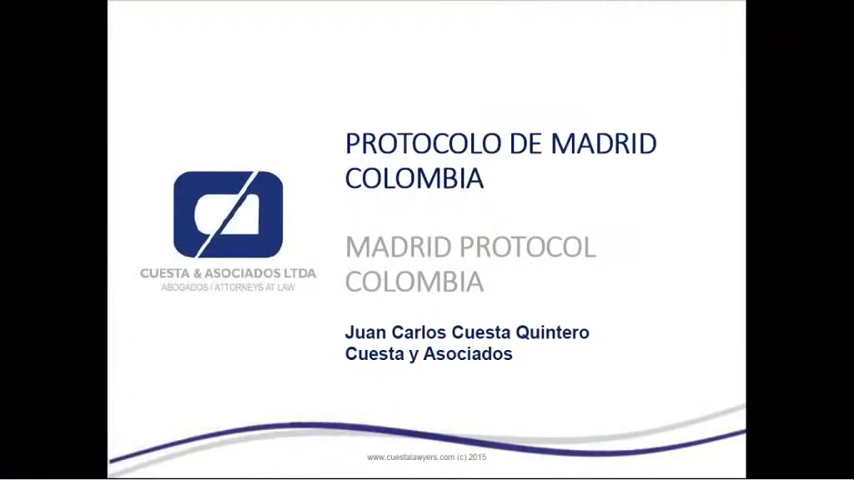 PROTOCOLO DE MADRID
COLOMBIA
MADRID PROTOCOL
COLOMBIA
CUESTA & ASOCIADOS LTDA
ABOGADOS / ATTORNEYS AT LAW
Juan Carlos Cuesta Quintero
Cuesta y Asociados
www.cuestalawyers.com (c) 2015